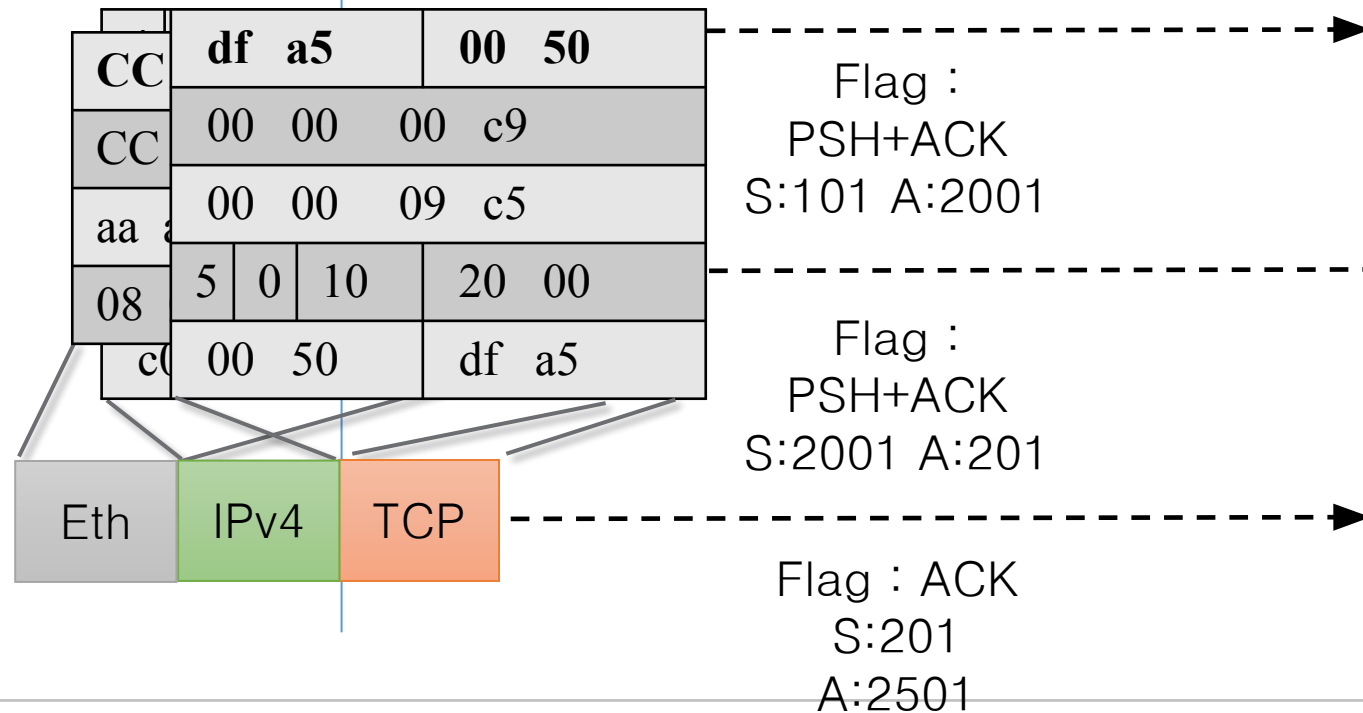 CC
CC
aa
08
c0
df a5 00 50
00 00 00 c9
00 00 09 c5
5 0 10 20 00
00 50 df a5
Eth IPv4 TCP
Flag :
PSH+ACK
S:101 A:2001
Flag :
PSH+ACK
S:2001 A:201
Flag : ACK
S:201
A:2501